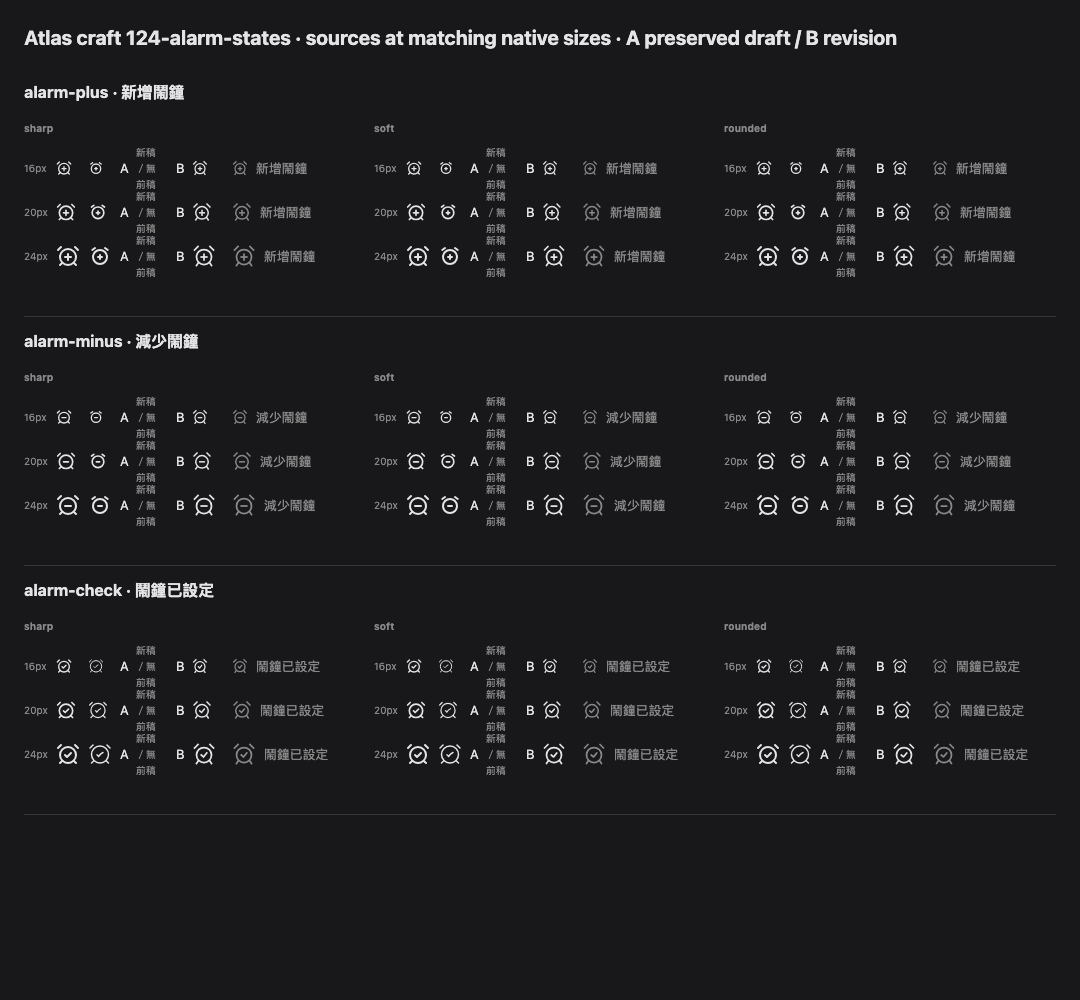 Atlas craft 124-alarm-states · sources at matching native sizes · A preserved draft / B revision
alarm-plus · 新增鬧鐘
sharp
soft
rounded
16px A 新稿 / 無前稿 B 新增鬧鐘
16px A 新稿 / 無前稿 B 新增鬧鐘
16px A 新稿 / 無前稿 B 新增鬧鐘
20px A 新稿 / 無前稿 B 新增鬧鐘
20px A 新稿 / 無前稿 B 新增鬧鐘
20px A 新稿 / 無前稿 B 新增鬧鐘
24px A 新稿 / 無前稿 B 新增鬧鐘
24px A 新稿 / 無前稿 B 新增鬧鐘
24px A 新稿 / 無前稿 B 新增鬧鐘
alarm-minus · 減少鬧鐘
sharp
soft
rounded
16px A 新稿 / 無前稿 B 減少鬧鐘
16px A 新稿 / 無前稿 B 減少鬧鐘
16px A 新稿 / 無前稿 B 減少鬧鐘
20px A 新稿 / 無前稿 B 減少鬧鐘
20px A 新稿 / 無前稿 B 減少鬧鐘
20px A 新稿 / 無前稿 B 減少鬧鐘
24px A 新稿 / 無前稿 B 減少鬧鐘
24px A 新稿 / 無前稿 B 減少鬧鐘
24px A 新稿 / 無前稿 B 減少鬧鐘
alarm-check · 鬧鐘已設定
sharp
soft
rounded
16px A 新稿 / 無前稿 B 鬧鐘已設定
16px A 新稿 / 無前稿 B 鬧鐘已設定
16px A 新稿 / 無前稿 B 鬧鐘已設定
20px A 新稿 / 無前稿 B 鬧鐘已設定
20px A 新稿 / 無前稿 B 鬧鐘已設定
20px A 新稿 / 無前稿 B 鬧鐘已設定
24px A 新稿 / 無前稿 B 鬧鐘已設定
24px A 新稿 / 無前稿 B 鬧鐘已設定
24px A 新稿 / 無前稿 B 鬧鐘已設定